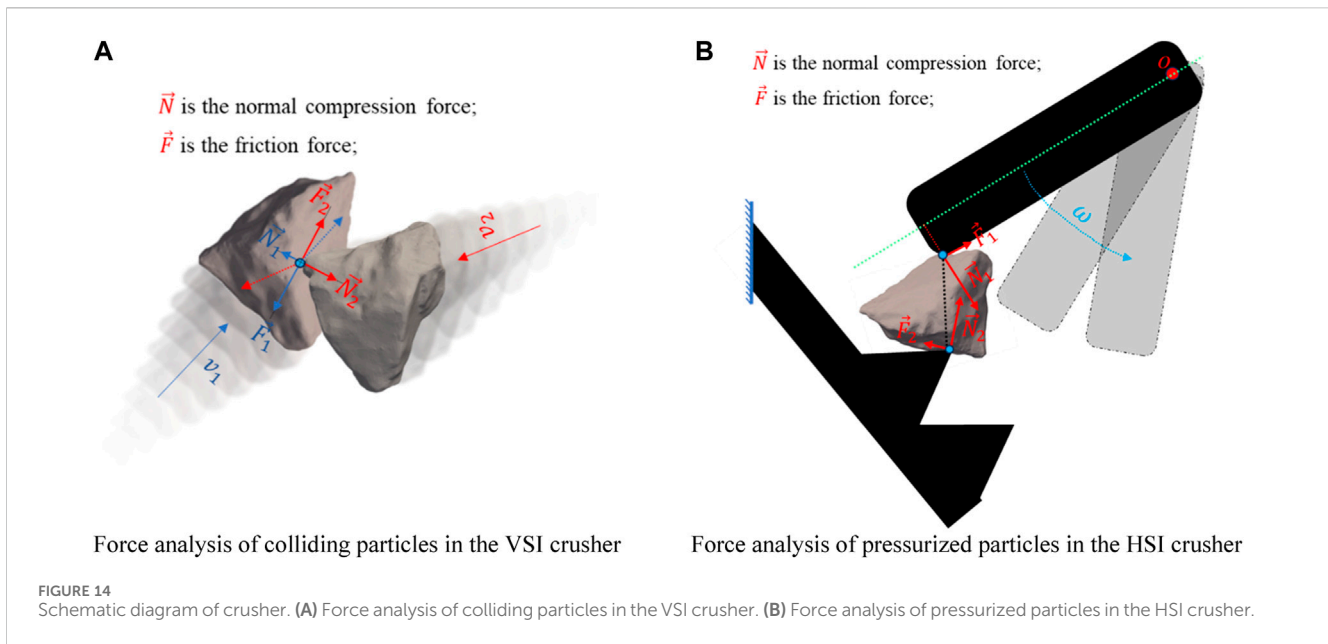 A
N⃗ is the normal compression force;
F⃗ is the friction force;
F⃗2
N⃗1
N⃗2
F⃗1
v1
v2
Force analysis of colliding particles in the VSI crusher
B
N⃗ is the normal compression force;
F⃗ is the friction force;
O
ω
F⃗1
N⃗1
F⃗2
N⃗2
Force analysis of pressurized particles in the HSI crusher
FIGURE 14
Schematic diagram of crusher. (A) Force analysis of colliding particles in the VSI crusher. (B) Force analysis of pressurized particles in the HSI crusher.